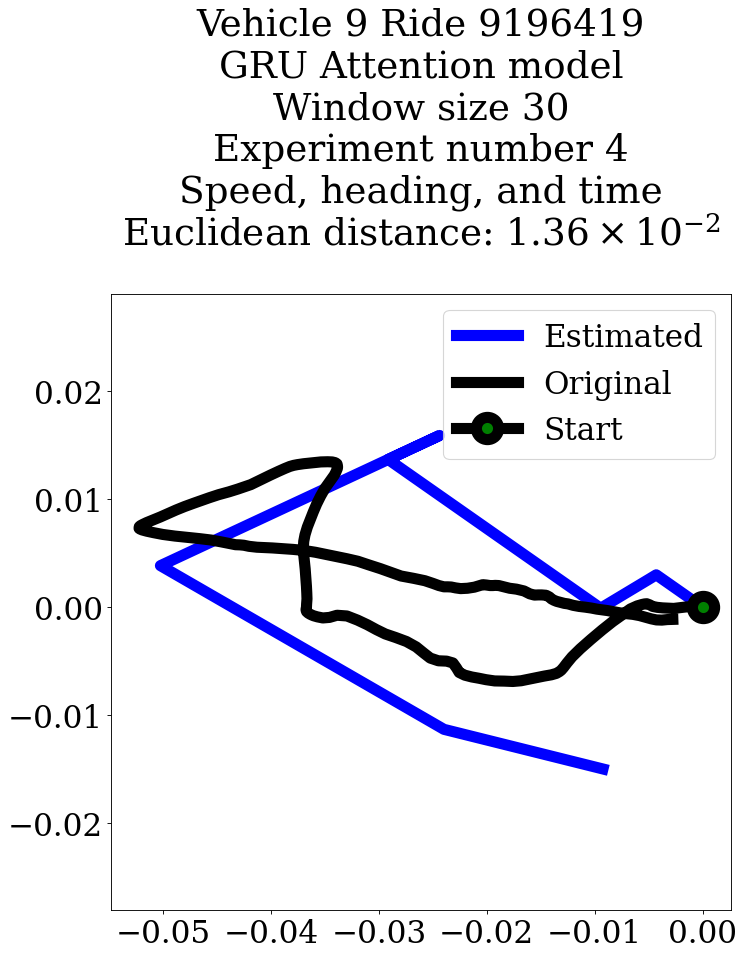 Vehicle 9 Ride 9196419
GRU Attention model
Window size 30
Experiment number 4
Speed, heading, and time
Euclidean distance: 1.36 × 10⁻²
Estimated
Original
Start
0.02
0.01
0.00
−0.01
−0.02
−0.05 −0.04 −0.03 −0.02 −0.01 0.00